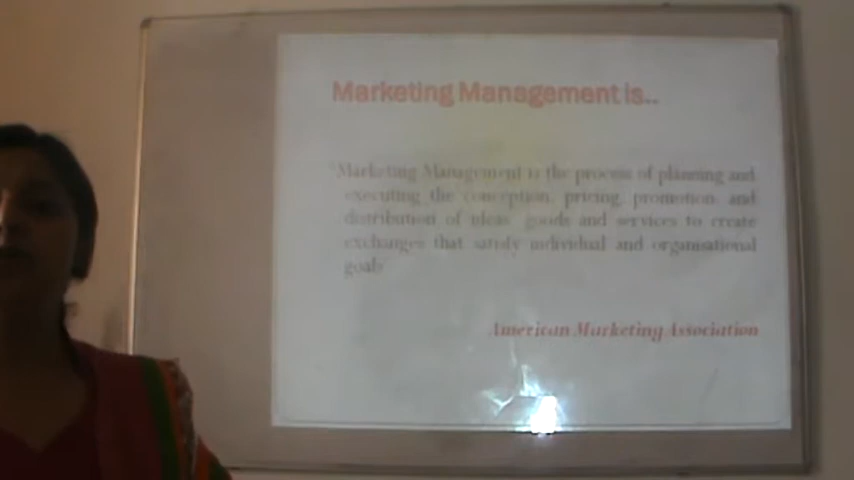 Marketing Management is..
Marketing Management is the process of planning and
executing the conception, pricing, promotion and
distribution of ideas goods and services to create
exchanges that satisfy individual and organisational
goals
American Marketing Association